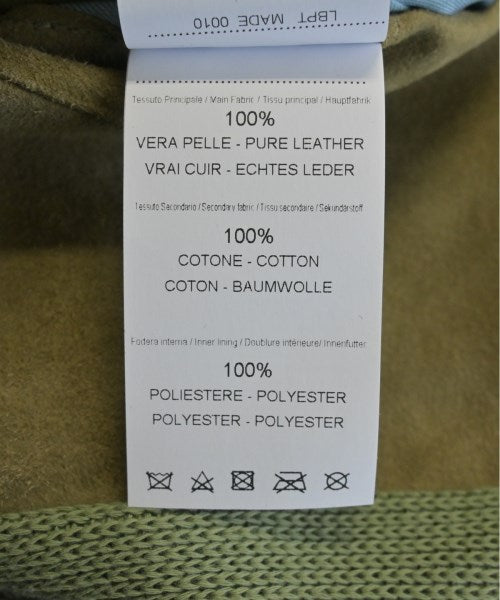 LBPT MADE 0010
Tessuto Principale / Main Fabric / Tissu principal / Hauptfabrik
100%
VERA PELLE - PURE LEATHER
VRAI CUIR - ECHTES LEDER
Tessuto Secondario / Secondary fabric / Tissu secondaire / Sekundärstoff
100%
COTONE - COTTON
COTON - BAUMWOLLE
Fodera interna / Inner lining / Doublure intérieure/ Innenfutter
100%
POLIESTERE - POLYESTER
POLYESTER - POLYESTER